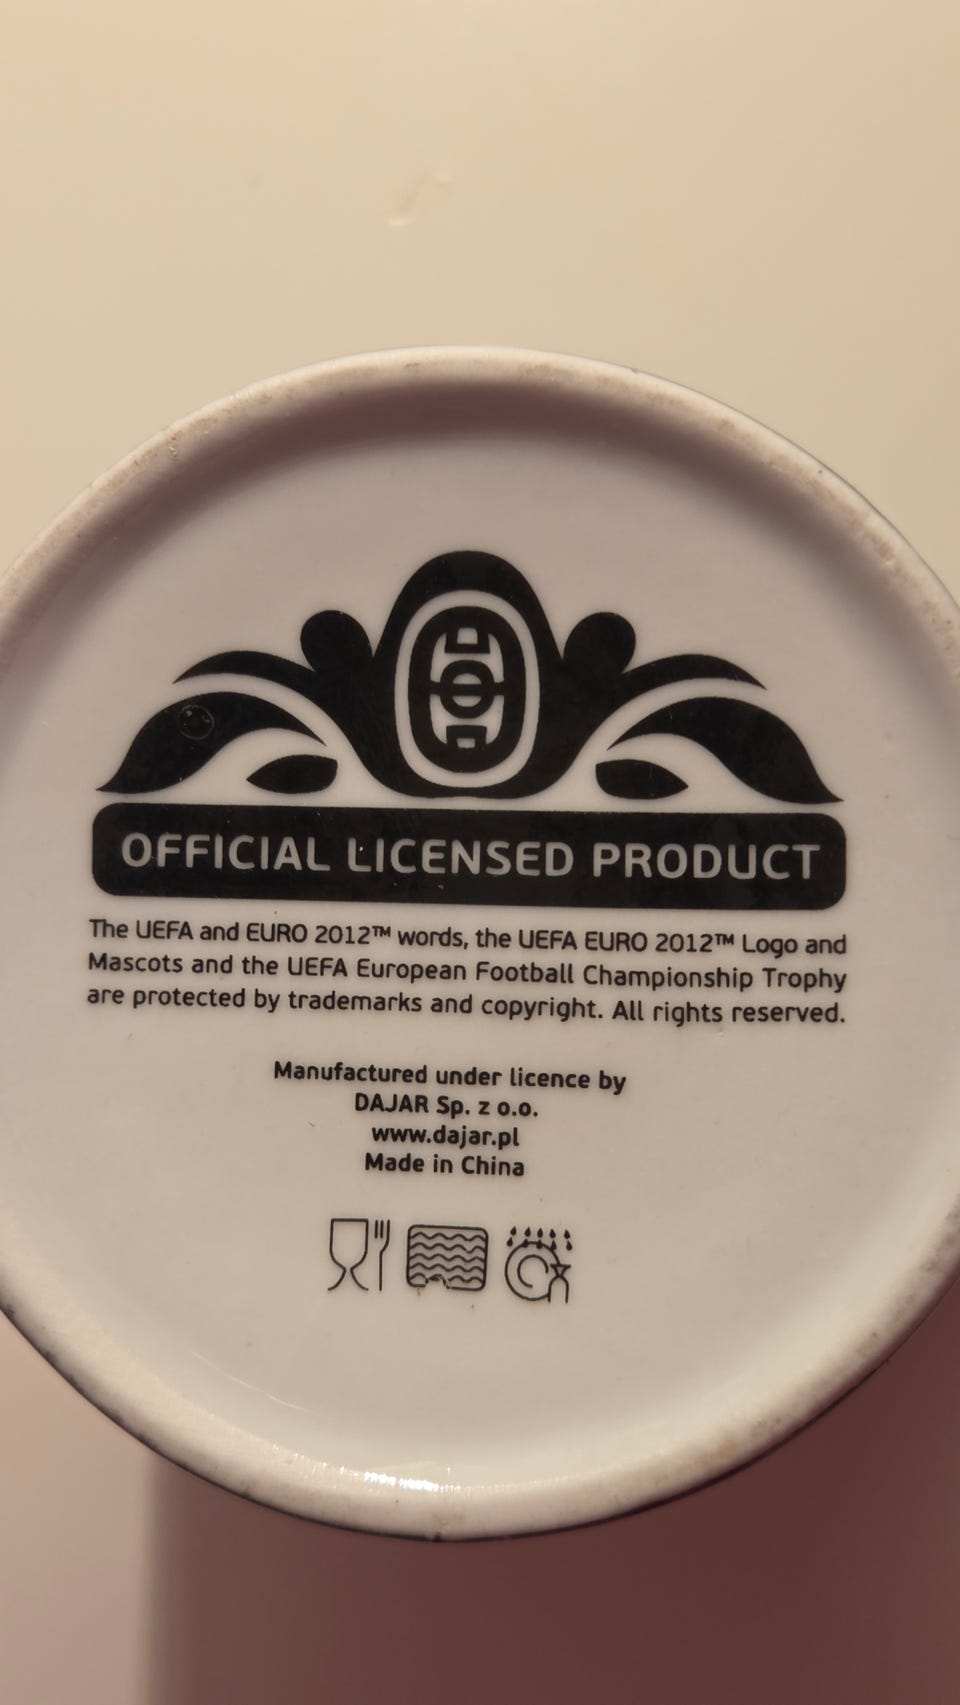 OFFICIAL LICENSED PRODUCT
The UEFA and EURO 2012™ words, the UEFA EURO 2012™ Logo and
Mascots and the UEFA European Football Championship Trophy
are protected by trademarks and copyright. All rights reserved.
Manufactured under licence by
DAJAR Sp. z o.o.
www.dajar.pl
Made in China